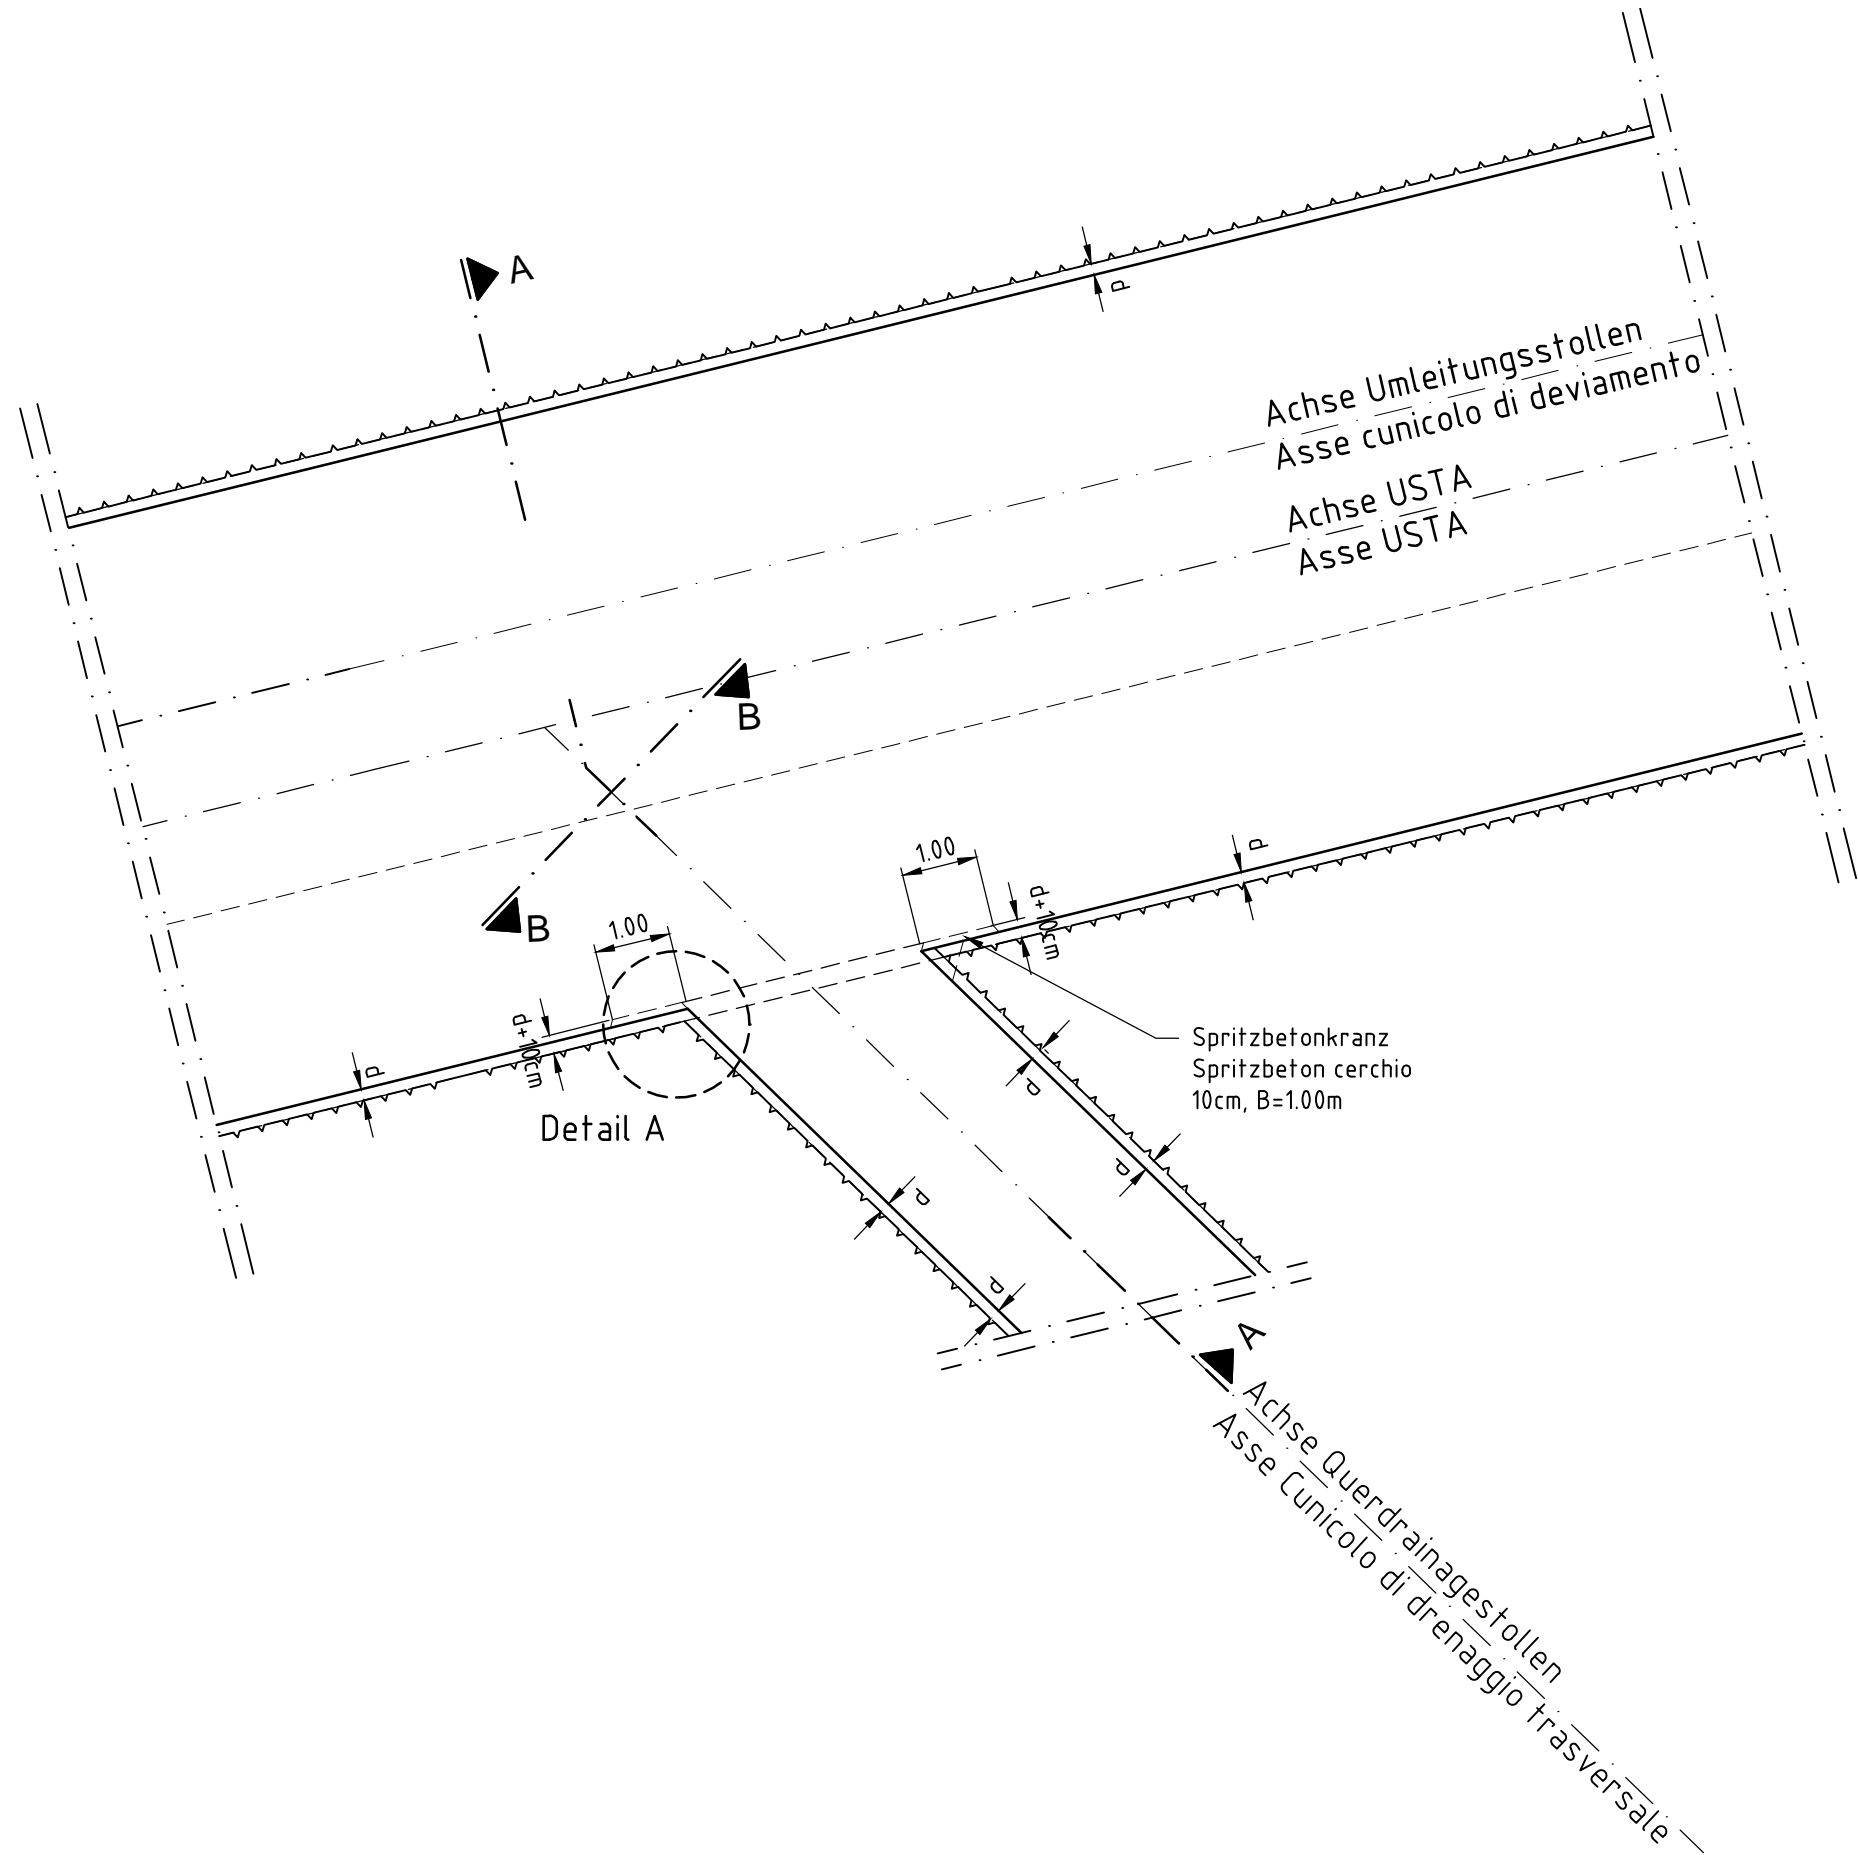 A
d
Achse Umleitungsstollen
Asse cunicolo di deviamento
Achse USTA
Asse USTA
B
B
1.00
d
d+10cm
1.00
d+10cm
d
Detail A
Spritzbetonkranz
Spritzbeton cerchio
10cm, B=1.00m
d
d
d
d
A
Achse Querdrainagestollen
Asse Cunicolo di drenaggio trasversale